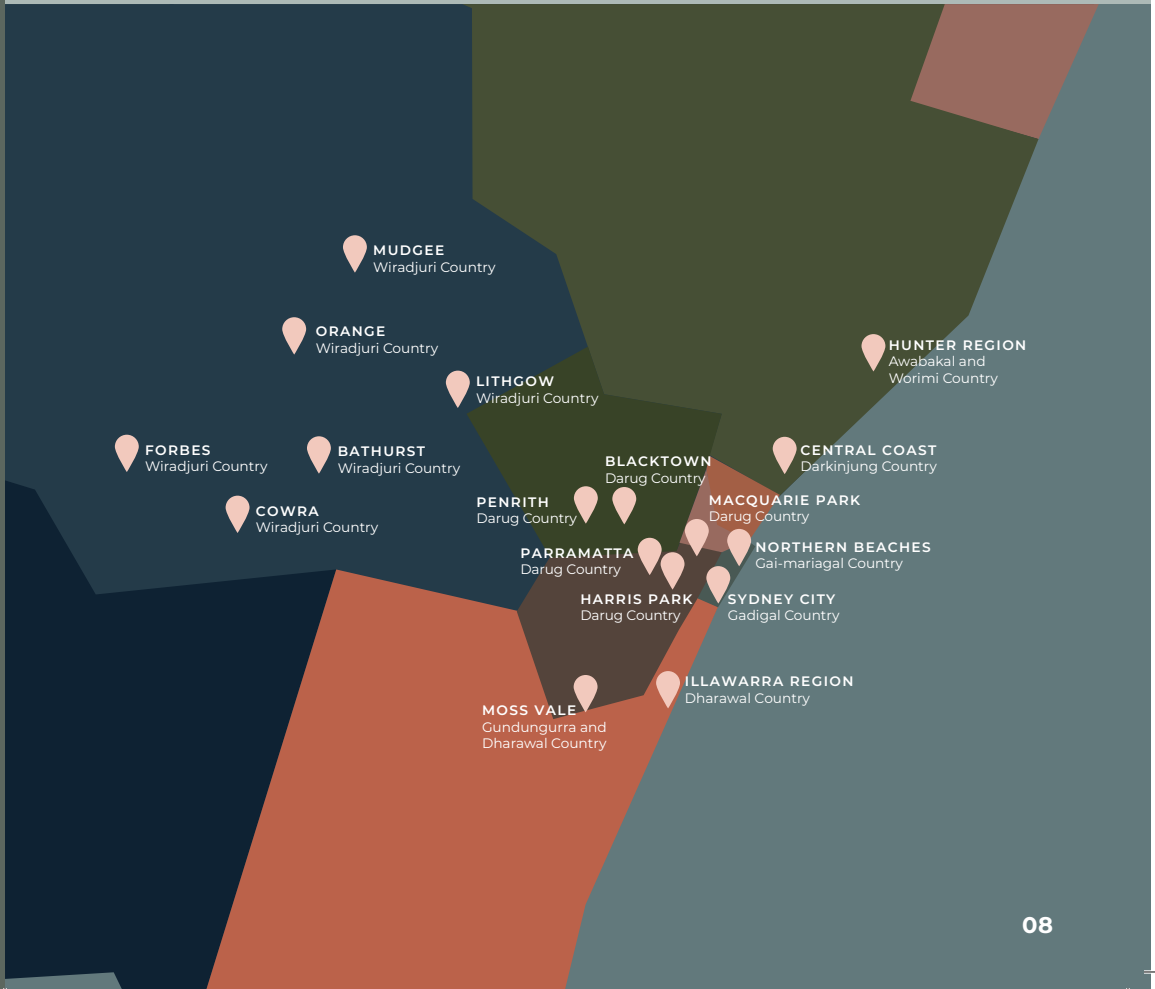 MUDGEE
Wiradjuri Country
ORANGE
Wiradjuri Country
HUNTER REGION
Awabakal and
Worimi Country
LITHGOW
Wiradjuri Country
FORBES
Wiradjuri Country
BATHURST
Wiradjuri Country
CENTRAL COAST
Darkinjung Country
BLACKTOWN
Darug Country
PENRITH
Darug Country
MACQUARIE PARK
Darug Country
COWRA
Wiradjuri Country
PARRAMATTA
Darug Country
NORTHERN BEACHES
Gai-mariagal Country
HARRIS PARK
Darug Country
SYDNEY CITY
Gadigal Country
ILLAWARRA REGION
Dharawal Country
MOSS VALE
Gundungurra and
Dharawal Country
08